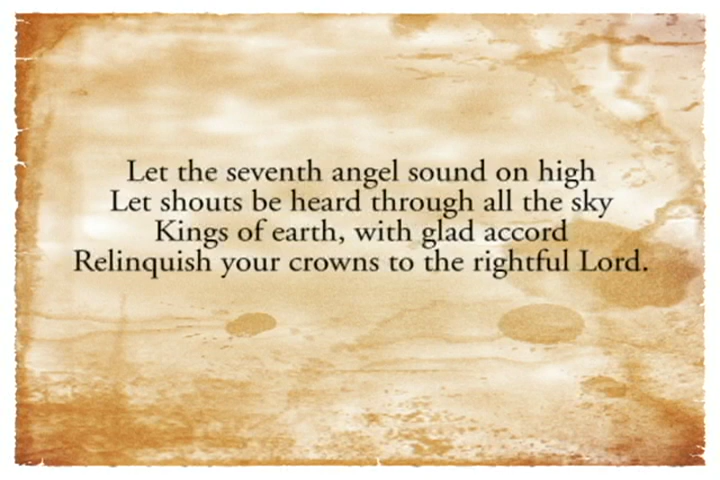 Let the seventh angel sound on high
Let shouts be heard through all the sky
Kings of earth, with glad accord
Relinquish your crowns to the rightful Lord.